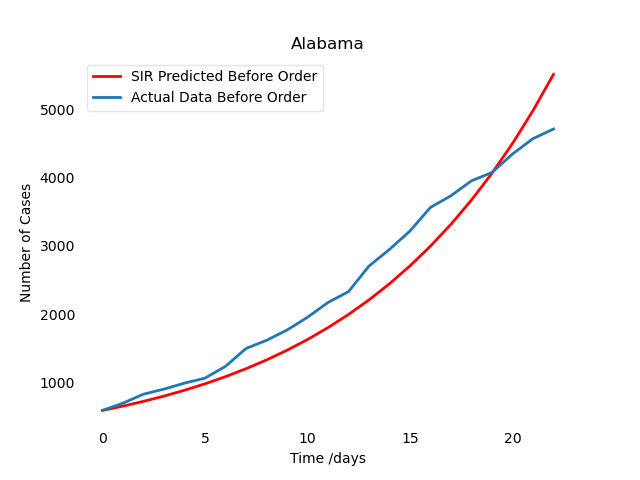 Alabama
SIR Predicted Before Order
Actual Data Before Order
Number of Cases
5000
4000
3000
2000
1000
0 5 10 15 20
Time /days